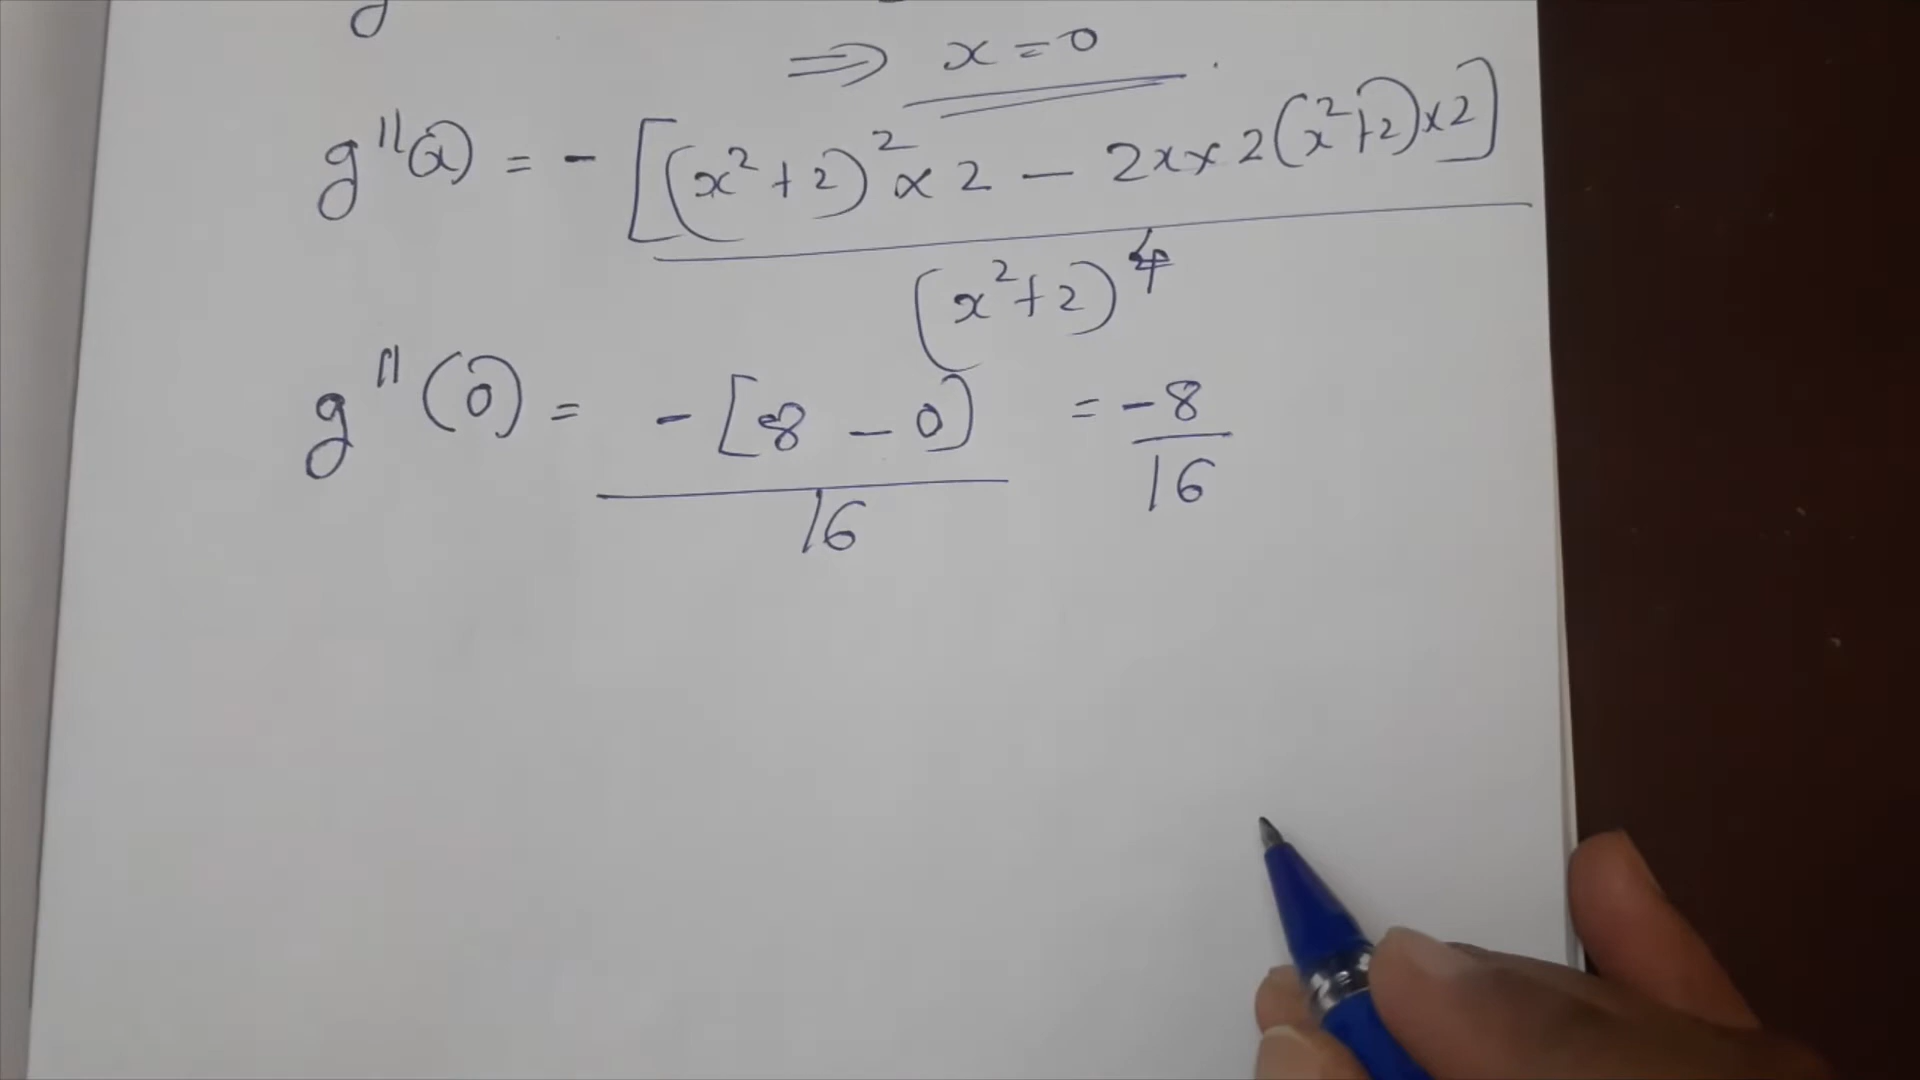 g
⇒ x = 0
g''(x) = - [(x²+2)² × 2 - 2x × 2(x²+2) × 2] / (x²+2)⁴
g''(0) = -[8 - 0] / 16 = -8/16